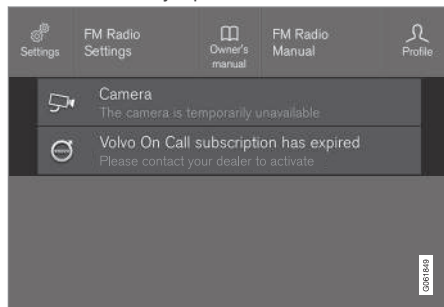 Settings
FM Radio
Settings
Owner's
manual
FM Radio
Manual
Profile
Camera
The camera is temporarily unavailable
Volvo On Call subscription has expired
Please contact your dealer to activate
G061849